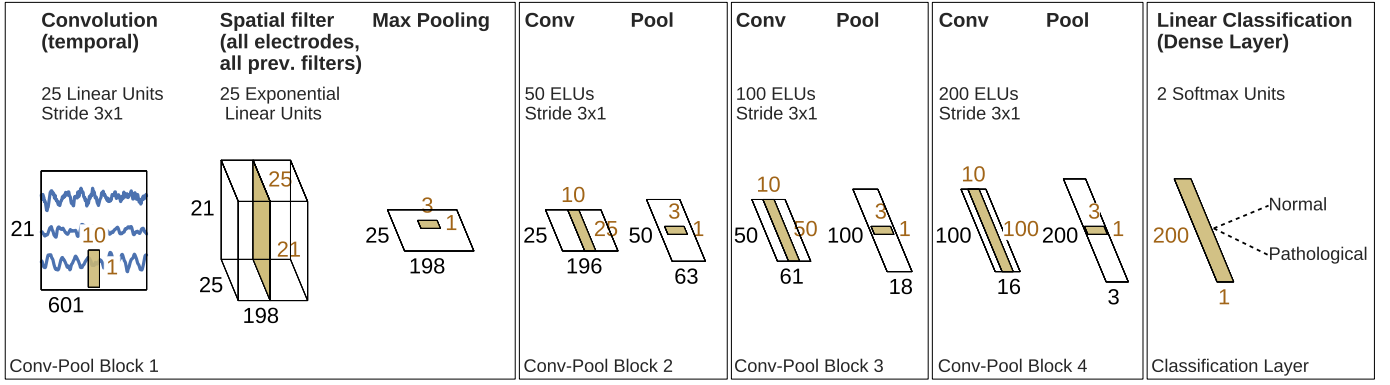 Convolution
(temporal)
25 Linear Units
Stride 3x1
21
10
1
601
Spatial filter
(all electrodes,
all prev. filters)
25 Exponential
Linear Units
25
21
21
25
198
Max Pooling
3
1
25
198
Conv-Pool Block 1
Conv
Pool
50 ELUs
Stride 3x1
10
25
25
196
3
1
50
63
Conv-Pool Block 2
Conv
Pool
100 ELUs
Stride 3x1
10
50
50
61
3
1
100
18
Conv-Pool Block 3
Conv
Pool
200 ELUs
Stride 3x1
10
100
100
16
3
1
200
3
Conv-Pool Block 4
Linear Classification
(Dense Layer)
2 Softmax Units
Normal
200
Pathological
1
Classification Layer